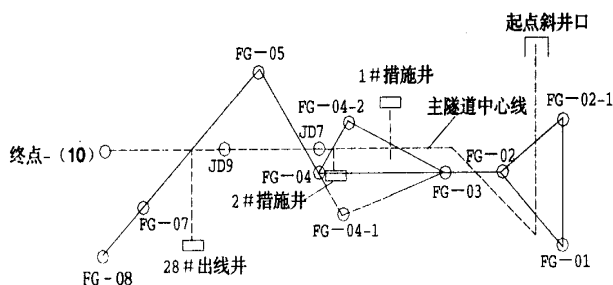 起点斜井口
FG-05
1#措施井
FG-02-1
FG-04-2
主隧道中心线
JD7
终点-（10）
JD9
FG-04
FG-02
FG-03
2#措施井
FG-07
FG-04-1
FG-01
28#出线井
FG-08